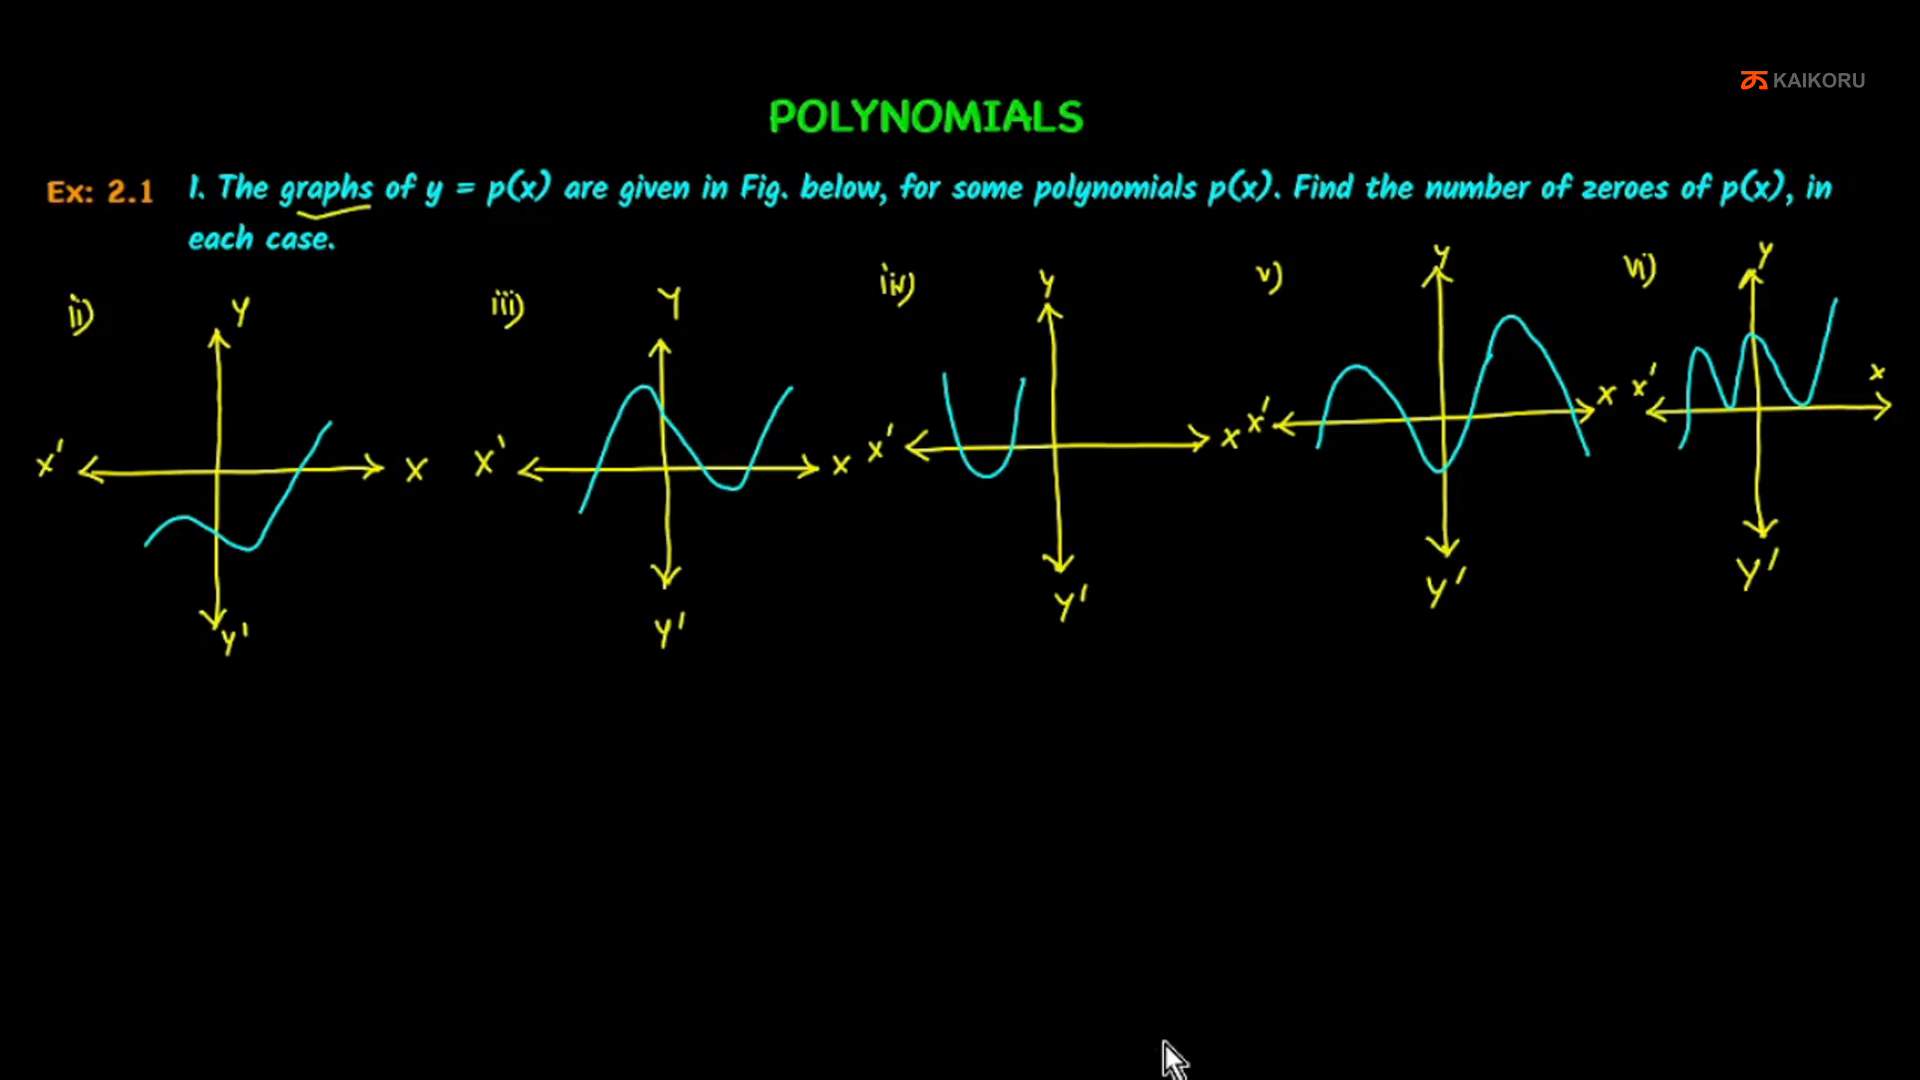 KAIKORU
POLYNOMIALS
Ex: 2.1 1. The graphs of y = p(x) are given in Fig. below, for some polynomials p(x). Find the number of zeroes of p(x), in
each case.
ii) Y X' X Y'
iii) Y X' X Y'
iv) Y X' X Y'
v) Y X' X Y'
vi) Y X' X Y'